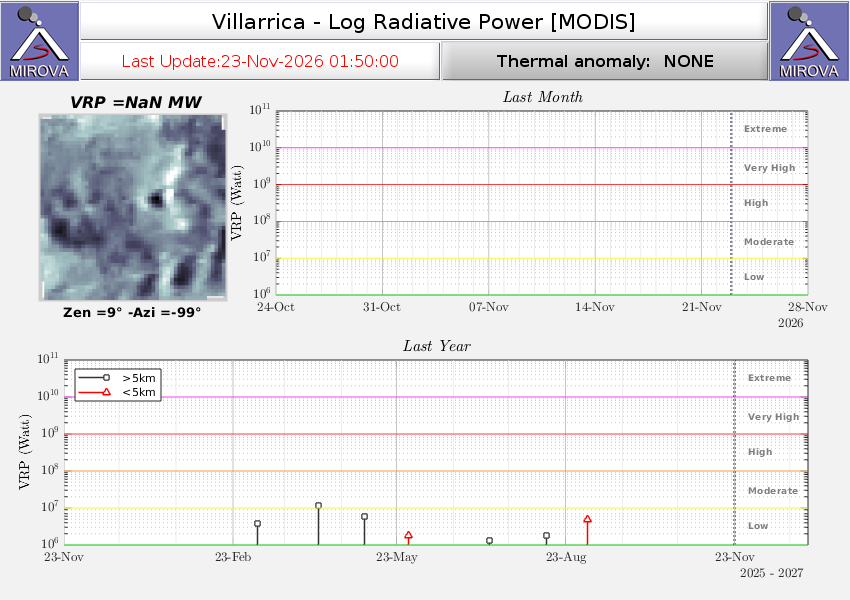 Villarrica - Log Radiative Power [MODIS]
MIROVA
Last Update:23-Nov-2026 01:50:00
Thermal anomaly: NONE
MIROVA
VRP =NaN MW
Zen =9° -Azi =-99°
Last Month
VRP (Watt)
10^11
10^10
10^9
10^8
10^7
10^6
Extreme
Very High
High
Moderate
Low
24-Oct 31-Oct 07-Nov 14-Nov 21-Nov 28-Nov
2026
Last Year
VRP (Watt)
10^11
10^10
10^9
10^8
10^7
10^6
>5km
<5km
Extreme
Very High
High
Moderate
Low
23-Nov 23-Feb 23-May 23-Aug 23-Nov
2025 - 2027